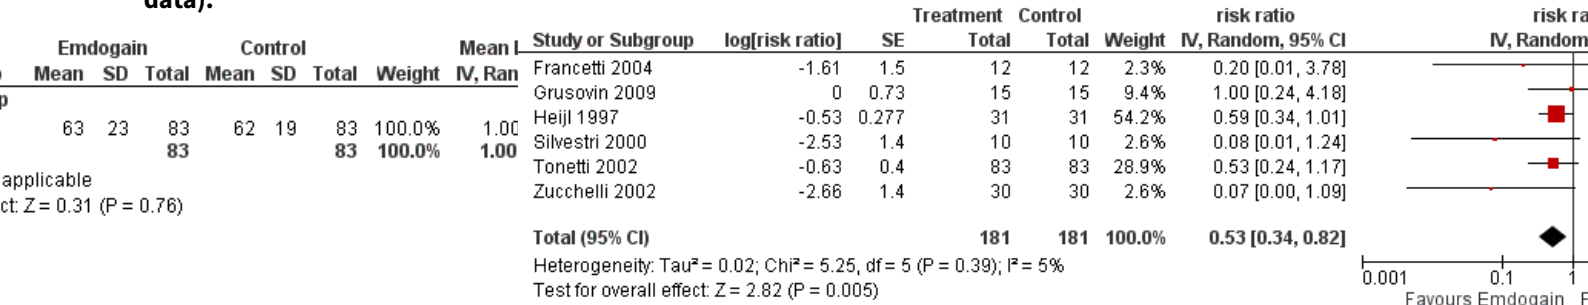 data).
Emdogain Control Mean
Mean SD Total Mean SD Total Weight IV, Ran
p
63 23 83 62 19 83 100.0% 1.00
83 83 100.0% 1.00
applicable
ct: Z = 0.31 (P = 0.76)
Treatment Control risk ratio risk ra
Study or Subgroup log[risk ratio] SE Total Total Weight IV, Random, 95% CI IV, Random
Francetti 2004 -1.61 1.5 12 12 2.3% 0.20 [0.01, 3.78]
Grusovin 2009 0 0.73 15 15 9.4% 1.00 [0.24, 4.18]
Heijl 1997 -0.53 0.277 31 31 54.2% 0.59 [0.34, 1.01]
Silvestri 2000 -2.53 1.4 10 10 2.6% 0.08 [0.01, 1.24]
Tonetti 2002 -0.63 0.4 83 83 28.9% 0.53 [0.24, 1.17]
Zucchelli 2002 -2.66 1.4 30 30 2.6% 0.07 [0.00, 1.09]
Total (95% CI) 181 181 100.0% 0.53 [0.34, 0.82]
Heterogeneity: Tau² = 0.02; Chi² = 5.25, df = 5 (P = 0.39); I² = 5%
Test for overall effect: Z = 2.82 (P = 0.005)
0.001 0.1 1
Favours Emdogain F